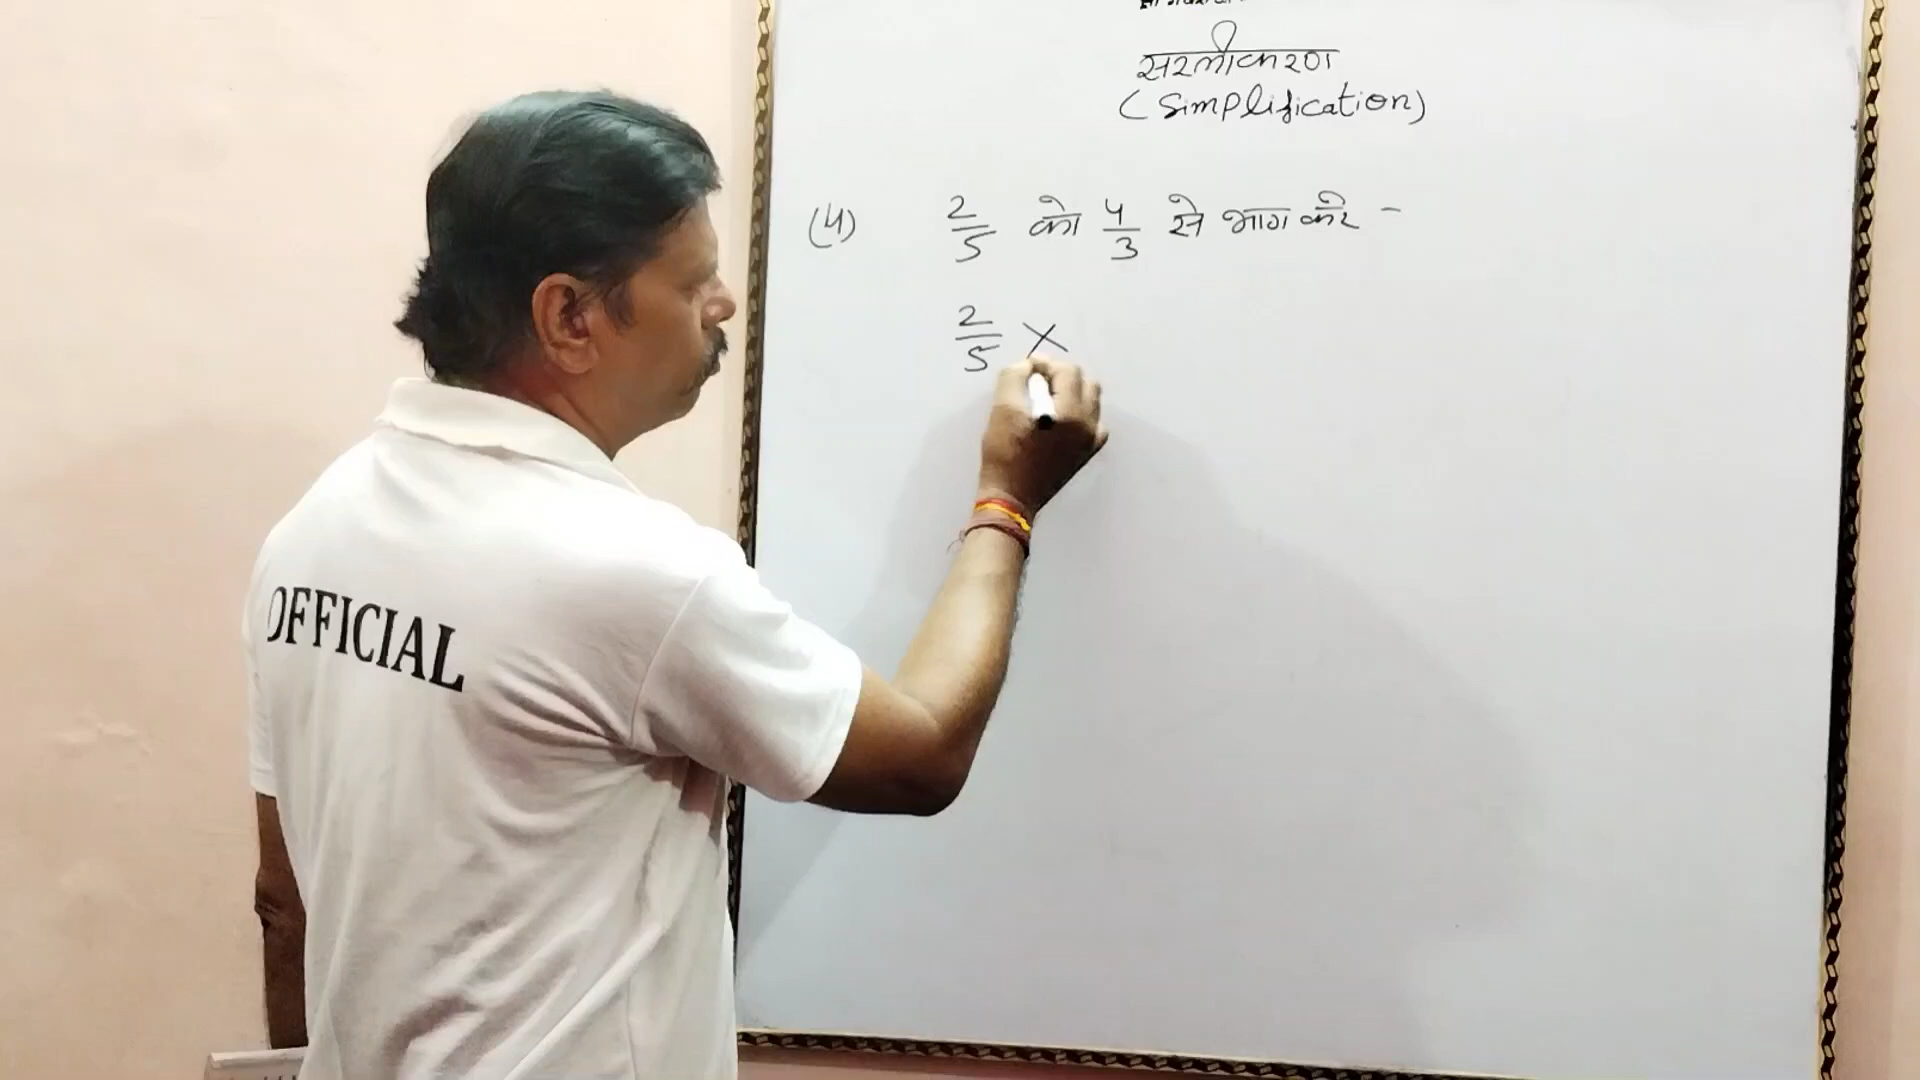 सरलीकरण
(Simplification)
(4) 2/5 को 4/3 से भाग करे -
2/5 ×
OFFICIAL